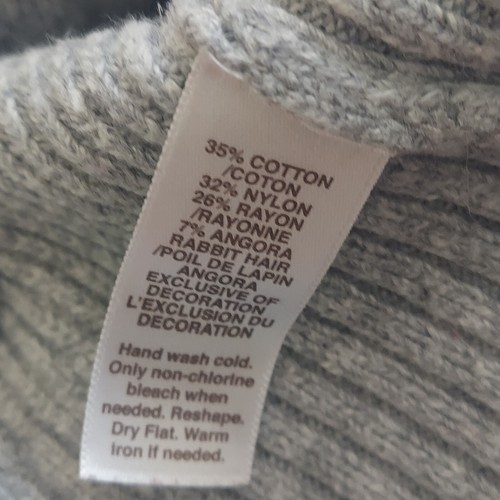 35% COTTON
/COTON
32% NYLON
26% RAYON
/RAYONNE
7% ANGORA
RABBIT HAIR
/POIL DE LAPIN
ANGORA
EXCLUSIVE OF
DECORATION
L'EXCLUSION DU
DECORATION
Hand wash cold.
Only non-chlorine
bleach when
needed. Reshape.
Dry Flat. Warm
iron if needed.